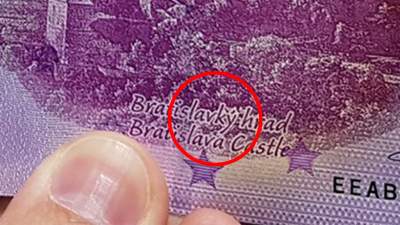 Bratislavký hrad
Bratislava Castle
EEAB